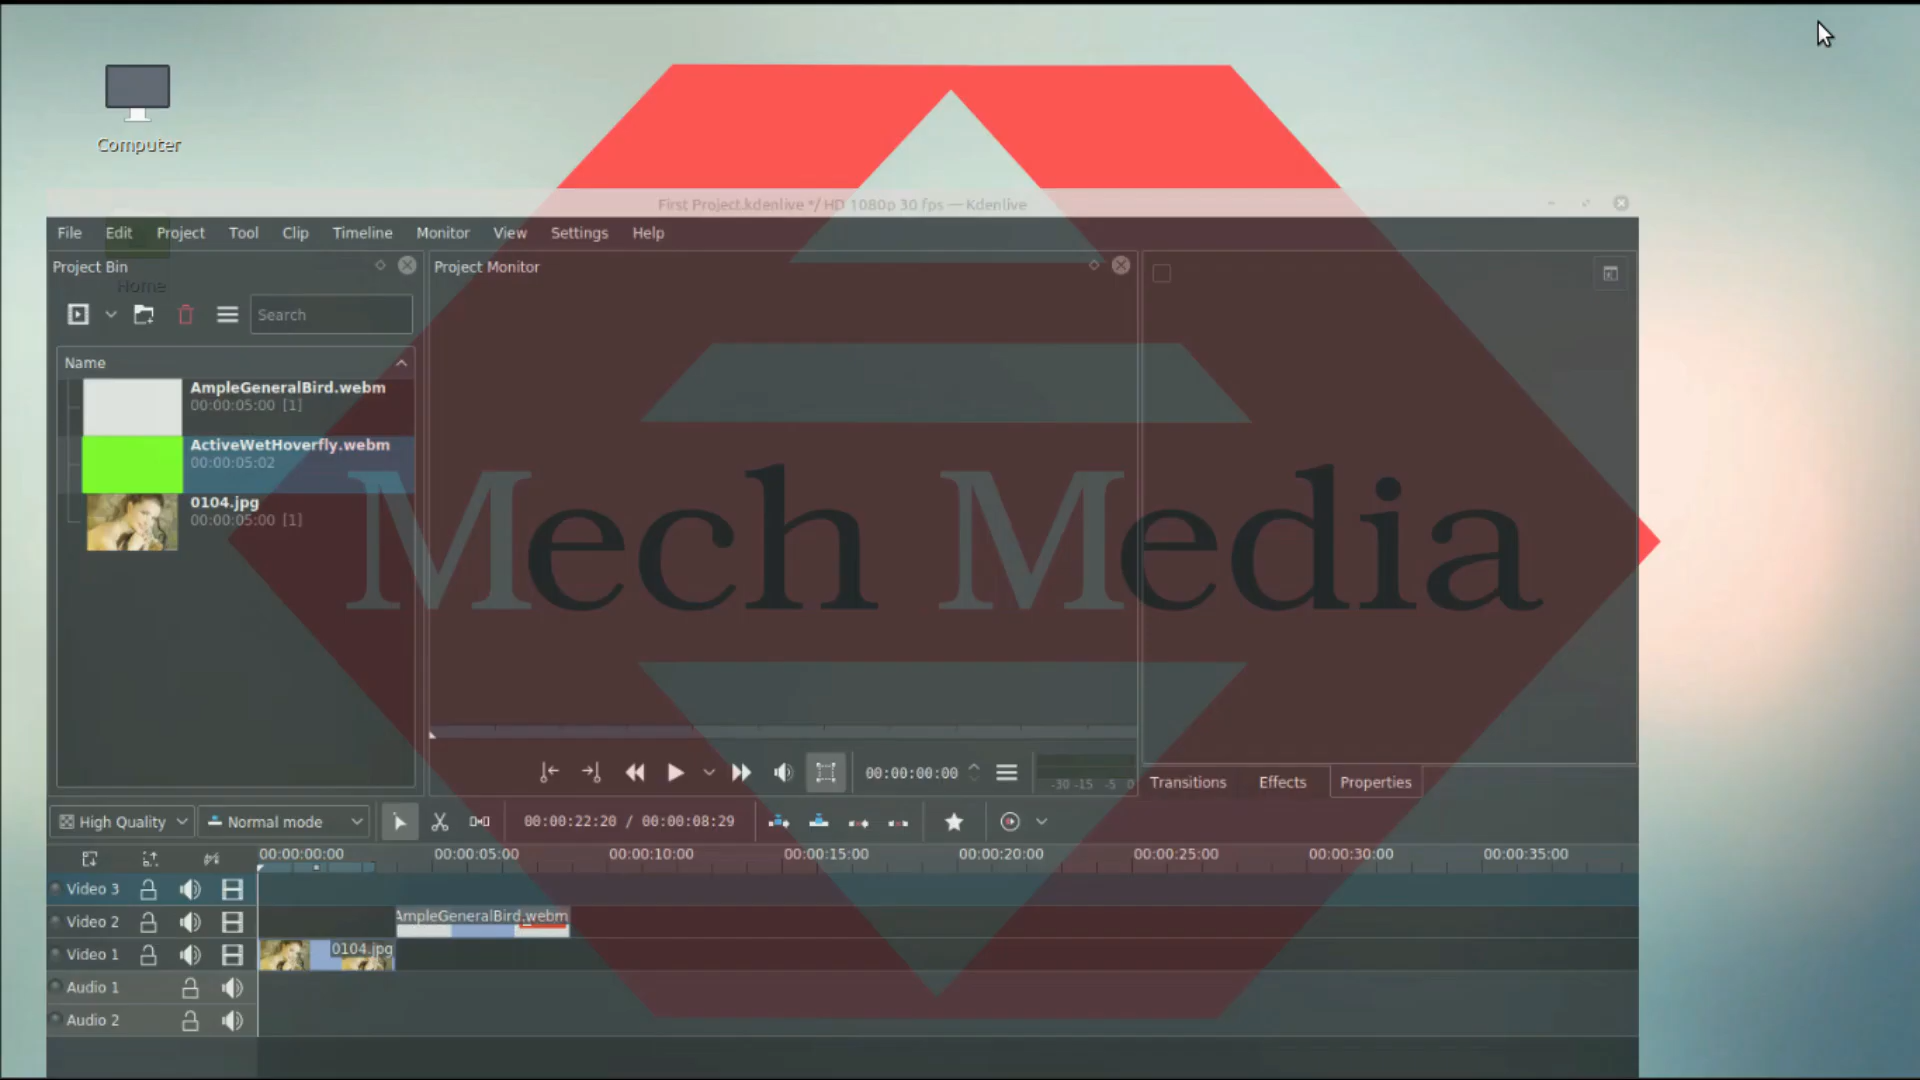 Computer
First Project.kdenlive */ HD 1080p 30 fps — Kdenlive
File Edit Project Tool Clip Timeline Monitor View Settings Help
Project Bin
Project Monitor
Home
Search
Name
AmpleGeneralBird.webm
00:00:05:00 [1]
ActiveWetHoverfly.webm
00:00:05:02
0104.jpg
00:00:05:00 [1]
Mech Media
00:00:00:00
-30 -15 -5 0
Transitions Effects Properties
High Quality
Normal mode
00:00:22:20 / 00:00:08:29
00:00:00:00 00:00:05:00 00:00:10:00 00:00:15:00 00:00:20:00 00:00:25:00 00:00:30:00 00:00:35:00
Video 3
Video 2
AmpleGeneralBird.webm
Video 1
0104.jpg
Audio 1
Audio 2